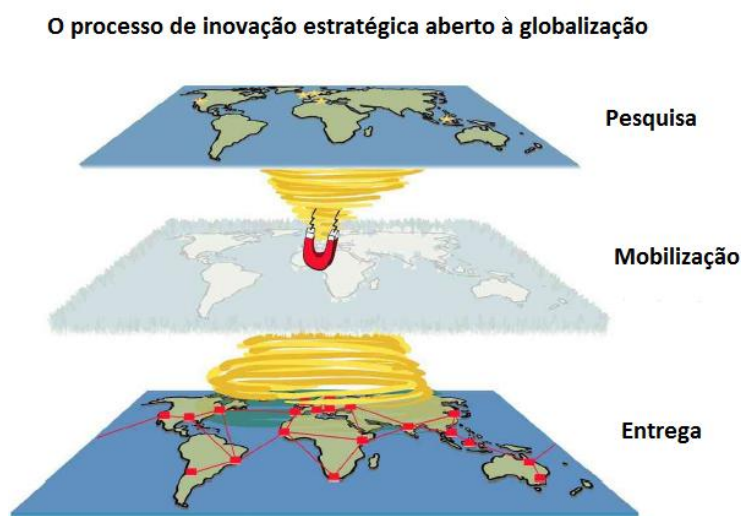 O processo de inovação estratégica aberto à globalização
Pesquisa
Mobilização
Entrega